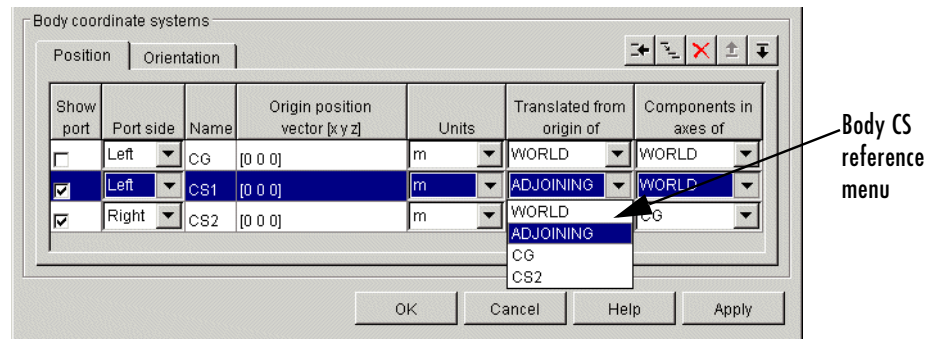 Body coordinate systems
Position
Orientation
Show port
Port side
Name
Origin position vector [x y z]
Units
Translated from origin of
Components in axes of
Left CG [0 0 0] m WORLD WORLD
Left CS1 [0 0 0] m ADJOINING WORLD
Right CS2 [0 0 0] m CG
WORLD
ADJOINING
CG
CS2
Body CS
reference
menu
OK Cancel Help Apply